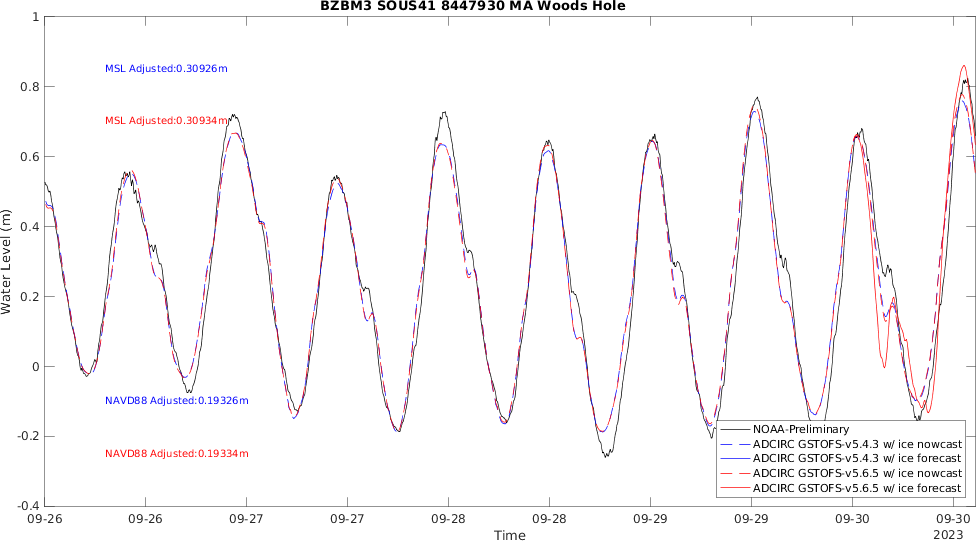 BZBM3 SOUS41 8447930 MA Woods Hole
1
0.8
0.6
0.4
0.2
0
-0.2
-0.4
Water Level (m)
MSL Adjusted:0.30926m
MSL Adjusted:0.30934m
NAVD88 Adjusted:0.19326m
NAVD88 Adjusted:0.19334m
NOAA-Preliminary
ADCIRC GSTOFS-v5.4.3 w/ ice nowcast
ADCIRC GSTOFS-v5.4.3 w/ ice forecast
ADCIRC GSTOFS-v5.6.5 w/ ice nowcast
ADCIRC GSTOFS-v5.6.5 w/ ice forecast
09-26 09-26 09-27 09-27 09-28 09-28 09-29 09-29 09-30 09-30
Time
2023